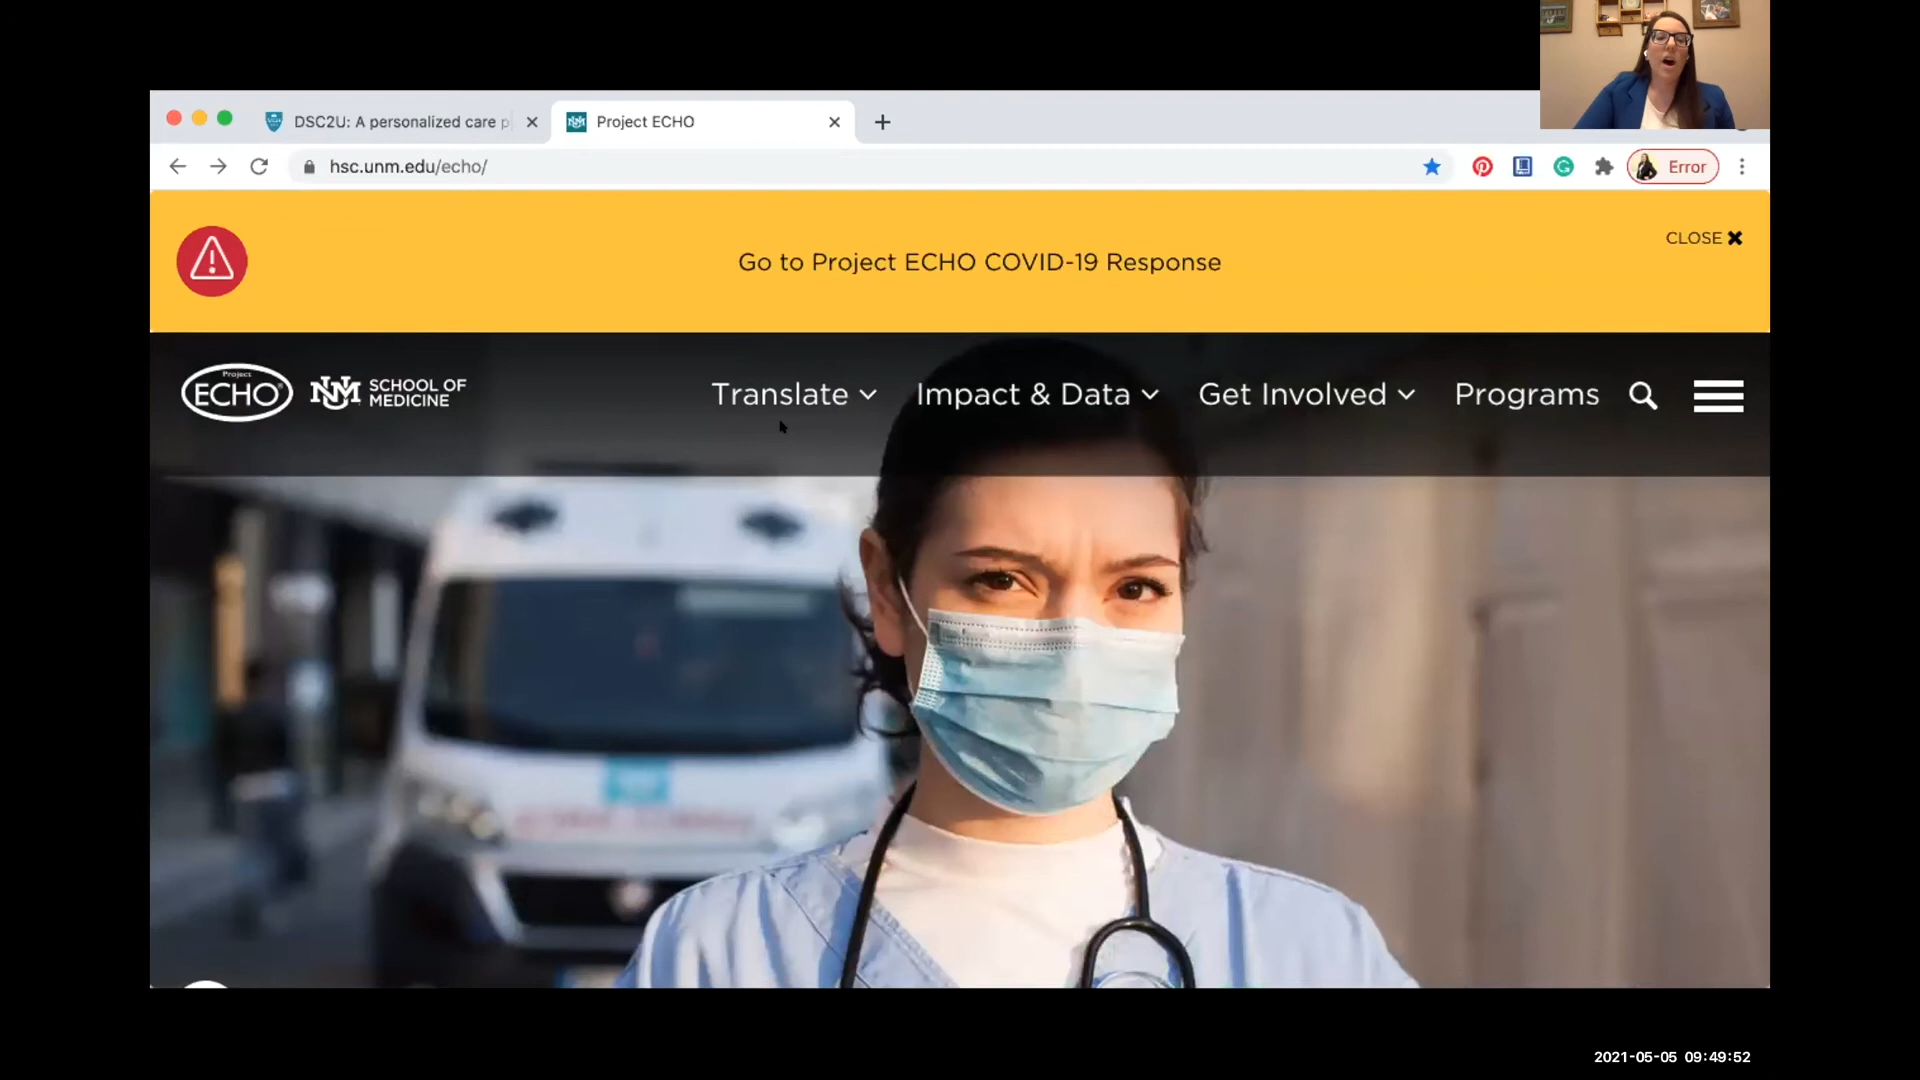 DSC2U: A personalized care p
Project ECHO
hsc.unm.edu/echo/
Error
Go to Project ECHO COVID-19 Response
CLOSE
Project
ECHO
UNM SCHOOL OF
MEDICINE
Translate
Impact & Data
Get Involved
Programs
2021-05-05 09:49:52